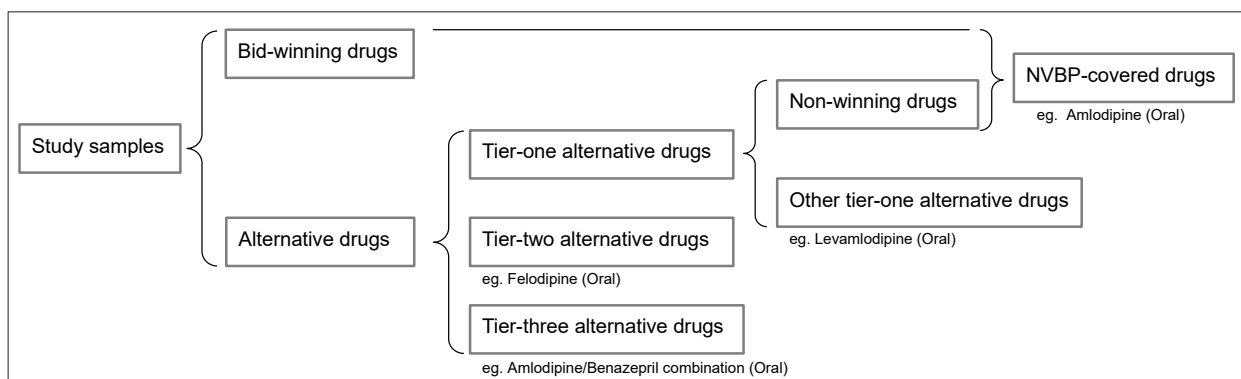 Bid-winning drugs
NVBP-covered drugs
Non-winning drugs
eg. Amlodipine (Oral)
Study samples
Tier-one alternative drugs
Other tier-one alternative drugs
Alternative drugs
Tier-two alternative drugs
eg. Levamlodipine (Oral)
eg. Felodipine (Oral)
Tier-three alternative drugs
eg. Amlodipine/Benazepril combination (Oral)